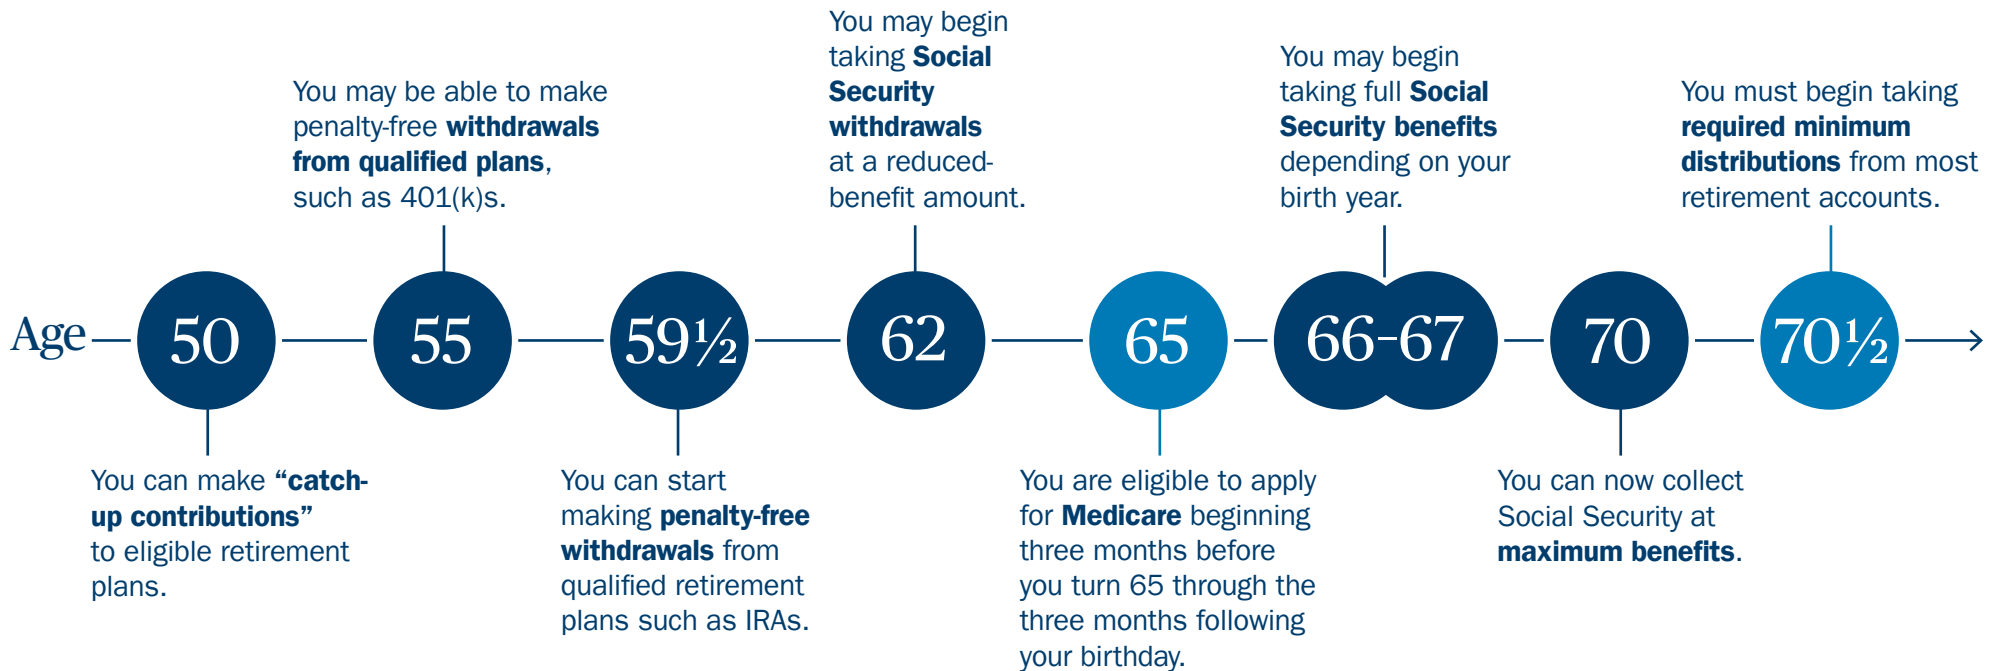 You may be able to make
penalty-free withdrawals
from qualified plans,
such as 401(k)s.
You may begin
taking Social
Security
withdrawals
at a reduced-
benefit amount.
You may begin
taking full Social
Security benefits
depending on your
birth year.
You must begin taking
required minimum
distributions from most
retirement accounts.
Age
50
55
59½
62
65
66-67
70
70½
You can make “catch-
up contributions”
to eligible retirement
plans.
You can start
making penalty-free
withdrawals from
qualified retirement
plans such as IRAs.
You are eligible to apply
for Medicare beginning
three months before
you turn 65 through the
three months following
your birthday.
You can now collect
Social Security at
maximum benefits.